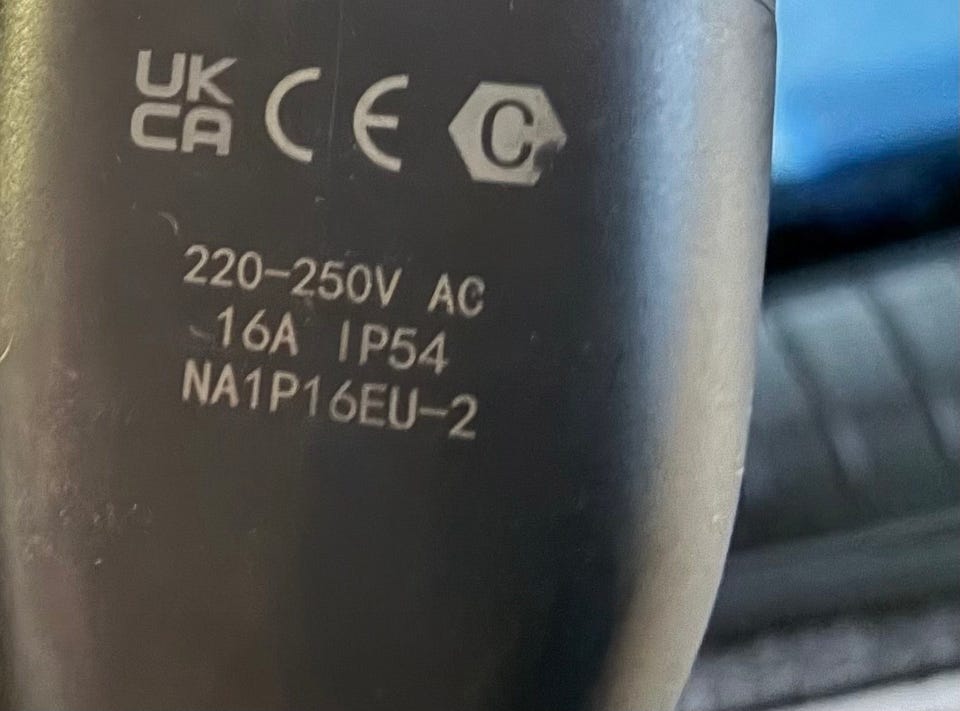 UK
CA CE C
220-250V AC
16A IP54
NA1P16EU-2